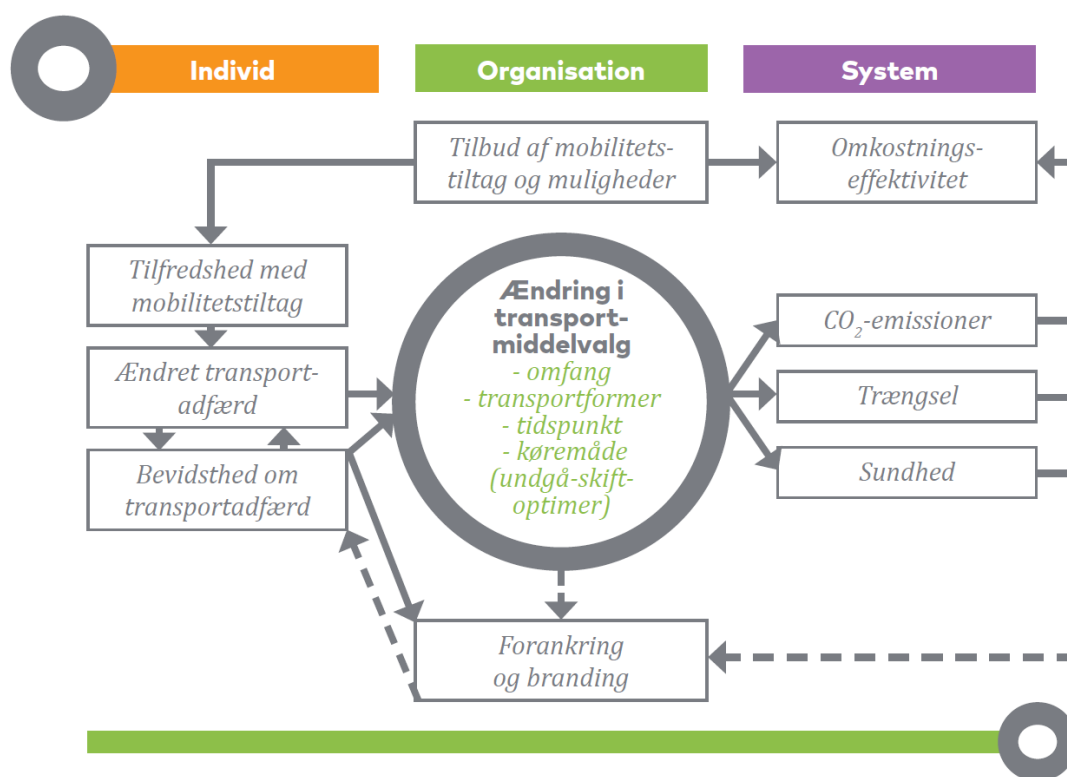 Individ
Organisation
System
Tilbud af mobilitets-
tiltag og muligheder
Omkostnings-
effektivitet
Tilfredshed med
mobilitetstiltag
Ændret transport-
adfærd
Bevidsthed om
transportadfærd
Ændring i
transport-
middelvalg
- omfang
- transportformer
- tidspunkt
- køremåde
(undgå-skift-
optimer)
CO₂-emissioner
Trængsel
Sundhed
Forankring
og branding